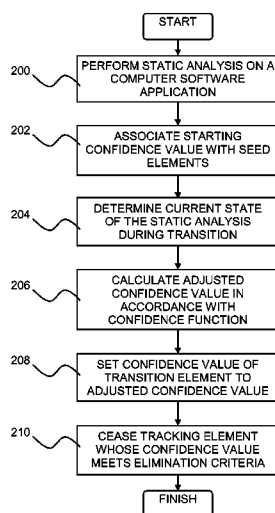 START
200
PERFORM STATIC ANALYSIS ON A
COMPUTER SOFTWARE
APPLICATION
202
ASSOCIATE STARTING
CONFIDENCE VALUE WITH SEED
ELEMENTS
204
DETERMINE CURRENT STATE
OF THE STATIC ANALYSIS
DURING TRANSITION
206
CALCULATE ADJUSTED
CONFIDENCE VALUE IN
ACCORDANCE WITH
CONFIDENCE FUNCTION
208
SET CONFIDENCE VALUE OF
TRANSITION ELEMENT TO
ADJUSTED CONFIDENCE VALUE
210
CEASE TRACKING ELEMENT
WHOSE CONFIDENCE VALUE
MEETS ELIMINATION CRITERIA
FINISH